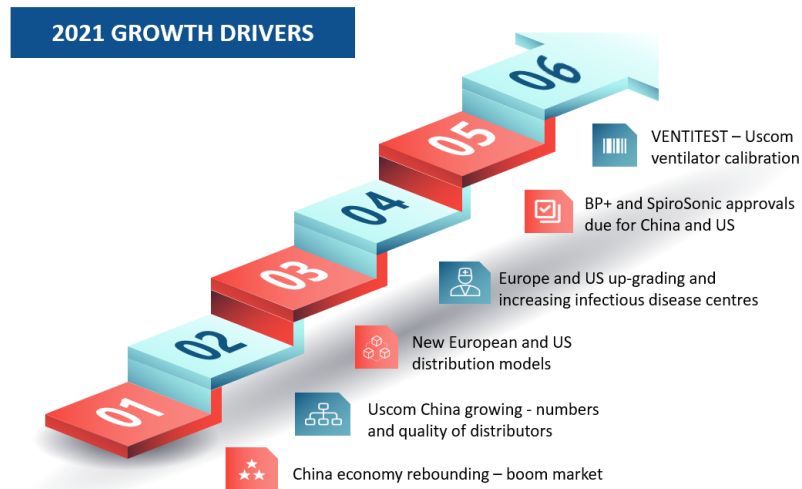 2021 GROWTH DRIVERS
06
05
04
03
02
01
VENTITEST – Uscom
ventilator calibration
BP+ and SpiroSonic approvals
due for China and US
Europe and US up-grading and
increasing infectious disease centres
New European and US
distribution models
Uscom China growing - numbers
and quality of distributors
China economy rebounding – boom market